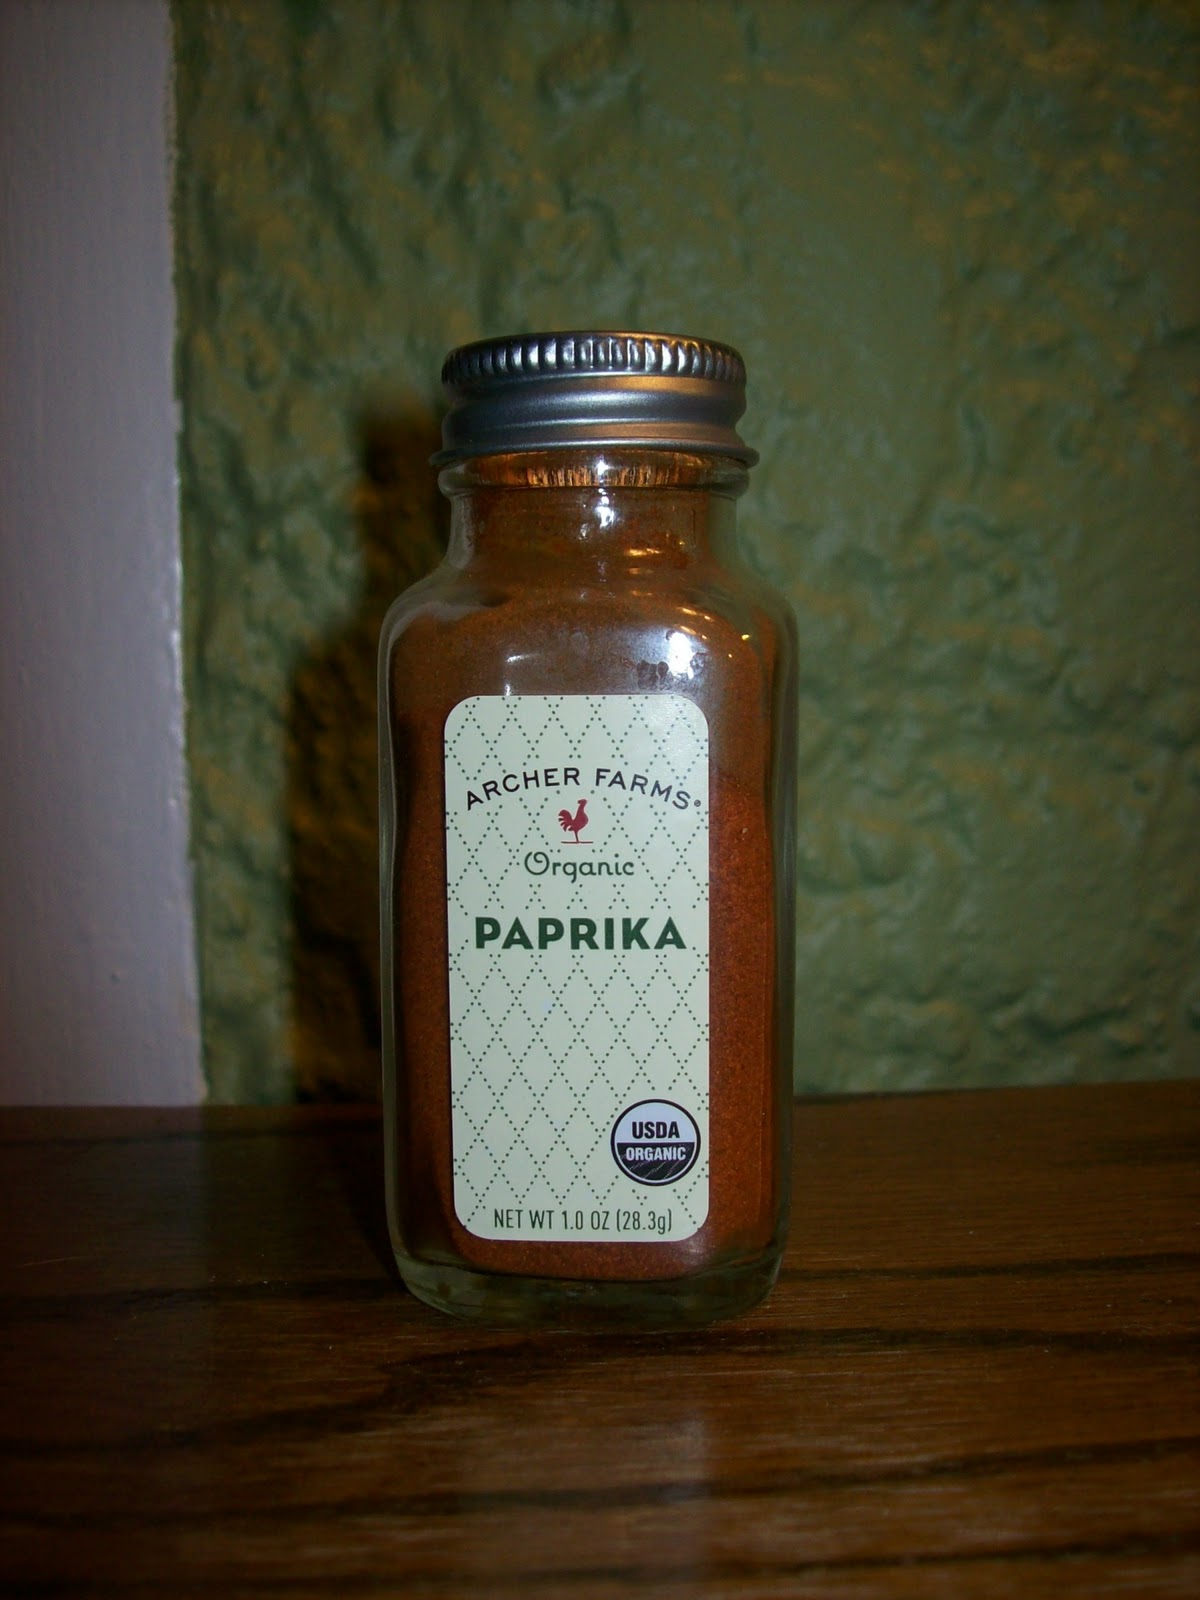 ARCHER FARMS®
Organic
PAPRIKA
USDA
ORGANIC
NET WT 1.0 OZ (28.3g)